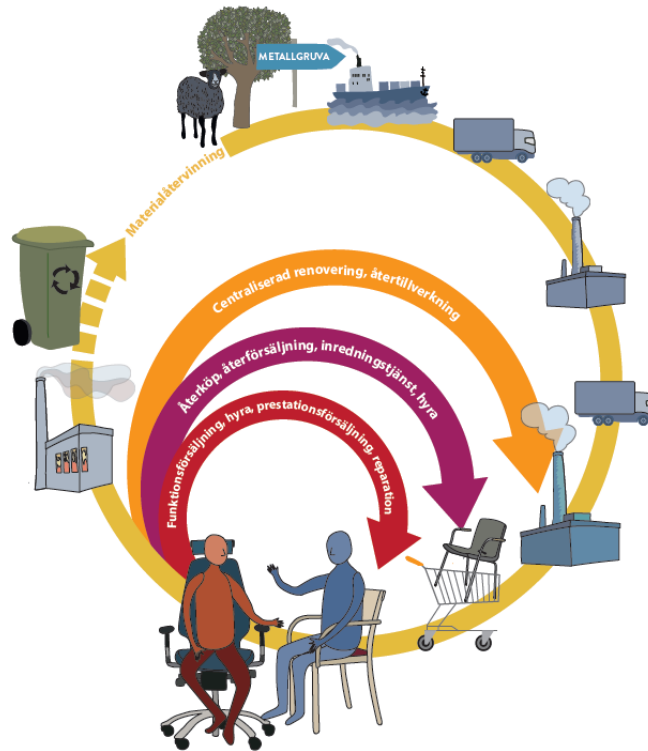 METALLGRUVA
Materialåtervinning
Centraliserad renovering, återtillverkning
Återköp, återförsäljning, inredningstjänst, hyra
Funktionsförsäljning, hyra, prestationsförsäljning, reparation